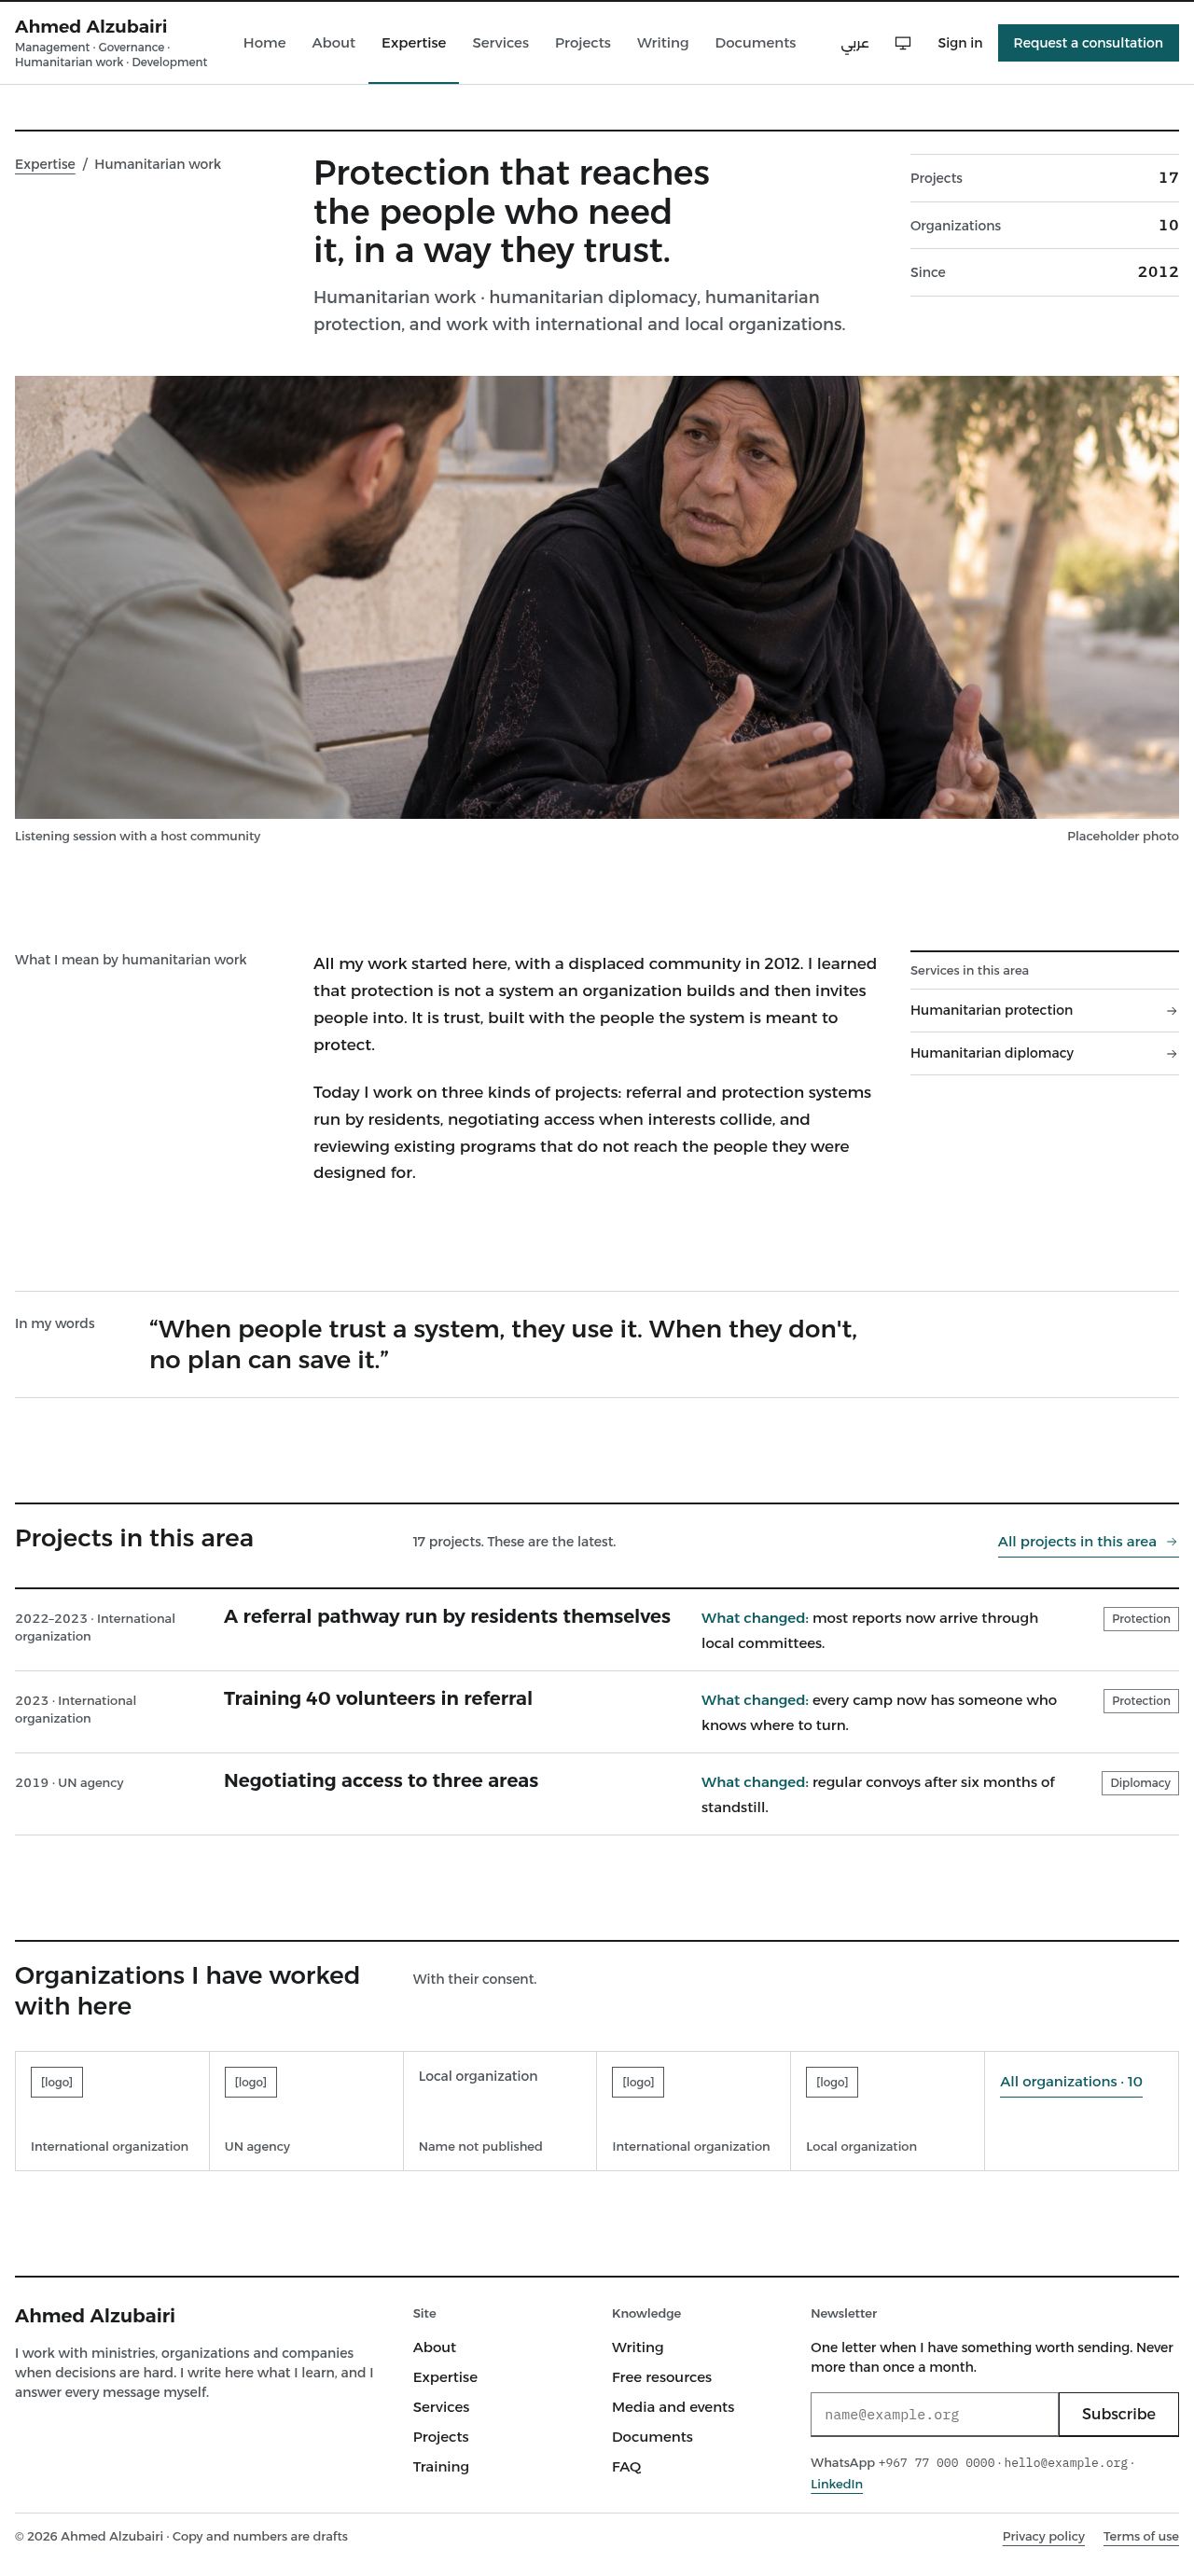 Ahmed Alzubairi
Management · Governance ·
Humanitarian work · Development
Home
About
Expertise
Services
Projects
Writing
Documents
عربي
Sign in
Request a consultation
Expertise / Humanitarian work
Protection that reaches
the people who need
it, in a way they trust.
Humanitarian work · humanitarian diplomacy, humanitarian
protection, and work with international and local organizations.
Projects 17
Organizations 10
Since 2012
Listening session with a host community
Placeholder photo
What I mean by humanitarian work
All my work started here, with a displaced community in 2012. I learned
that protection is not a system an organization builds and then invites
people into. It is trust, built with the people the system is meant to
protect.
Today I work on three kinds of projects: referral and protection systems
run by residents, negotiating access when interests collide, and
reviewing existing programs that do not reach the people they were
designed for.
Services in this area
Humanitarian protection →
Humanitarian diplomacy →
In my words
“When people trust a system, they use it. When they don't,
no plan can save it.”
Projects in this area
17 projects. These are the latest.
All projects in this area →
2022–2023 · International
organization
A referral pathway run by residents themselves
What changed: most reports now arrive through
local committees.
Protection
2023 · International
organization
Training 40 volunteers in referral
What changed: every camp now has someone who
knows where to turn.
Protection
2019 · UN agency
Negotiating access to three areas
What changed: regular convoys after six months of
standstill.
Diplomacy
Organizations I have worked
with here
With their consent.
[logo]
International organization
[logo]
UN agency
Local organization
Name not published
[logo]
International organization
[logo]
Local organization
All organizations · 10
Ahmed Alzubairi
I work with ministries, organizations and companies
when decisions are hard. I write here what I learn, and I
answer every message myself.
Site
About
Expertise
Services
Projects
Training
Knowledge
Writing
Free resources
Media and events
Documents
FAQ
Newsletter
One letter when I have something worth sending. Never
more than once a month.
name@example.org
Subscribe
WhatsApp +967 77 000 0000 · hello@example.org ·
LinkedIn
© 2026 Ahmed Alzubairi · Copy and numbers are drafts
Privacy policy
Terms of use